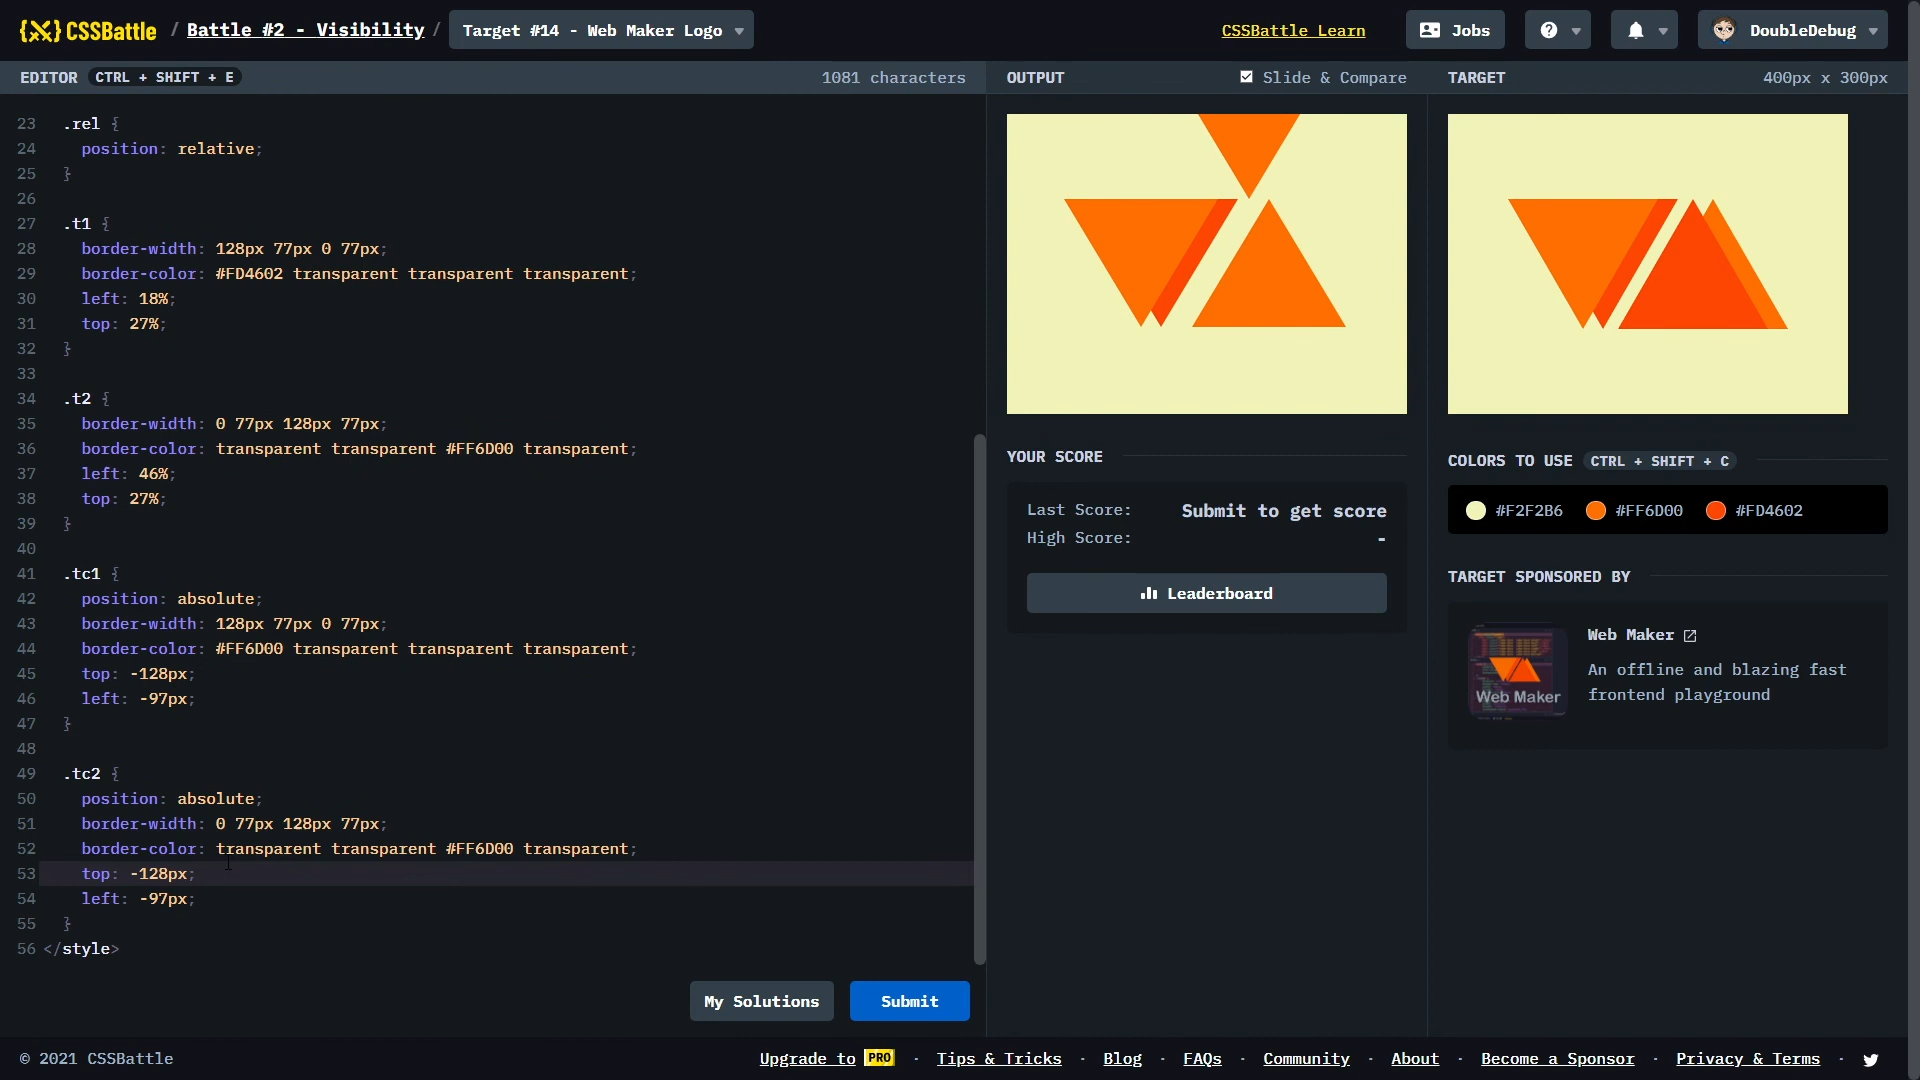 CSSBattle / Battle #2 - Visibility / Target #14 - Web Maker Logo
CSSBattle Learn
Jobs
DoubleDebug
EDITOR CTRL + SHIFT + E
1081 characters
OUTPUT
Slide & Compare
TARGET
400px x 300px
23 .rel {
24 position: relative;
25 }
26
27 .t1 {
28 border-width: 128px 77px 0 77px;
29 border-color: #FD4602 transparent transparent transparent;
30 left: 18%;
31 top: 27%;
32 }
33
34 .t2 {
35 border-width: 0 77px 128px 77px;
36 border-color: transparent transparent #FF6D00 transparent;
37 left: 46%;
38 top: 27%;
39 }
40
41 .tc1 {
42 position: absolute;
43 border-width: 128px 77px 0 77px;
44 border-color: #FF6D00 transparent transparent transparent;
45 top: -128px;
46 left: -97px;
47 }
48
49 .tc2 {
50 position: absolute;
51 border-width: 0 77px 128px 77px;
52 border-color: transparent transparent #FF6D00 transparent;
53 top: -128px;
54 left: -97px;
55 }
56 </style>
My Solutions
Submit
YOUR SCORE
Last Score: Submit to get score
High Score: -
Leaderboard
COLORS TO USE CTRL + SHIFT + C
#F2F2B6 #FF6D00 #FD4602
TARGET SPONSORED BY
Web Maker
Web Maker
An offline and blazing fast
frontend playground
© 2021 CSSBattle
Upgrade to PRO · Tips & Tricks · Blog · FAQs · Community · About · Become a Sponsor · Privacy & Terms ·